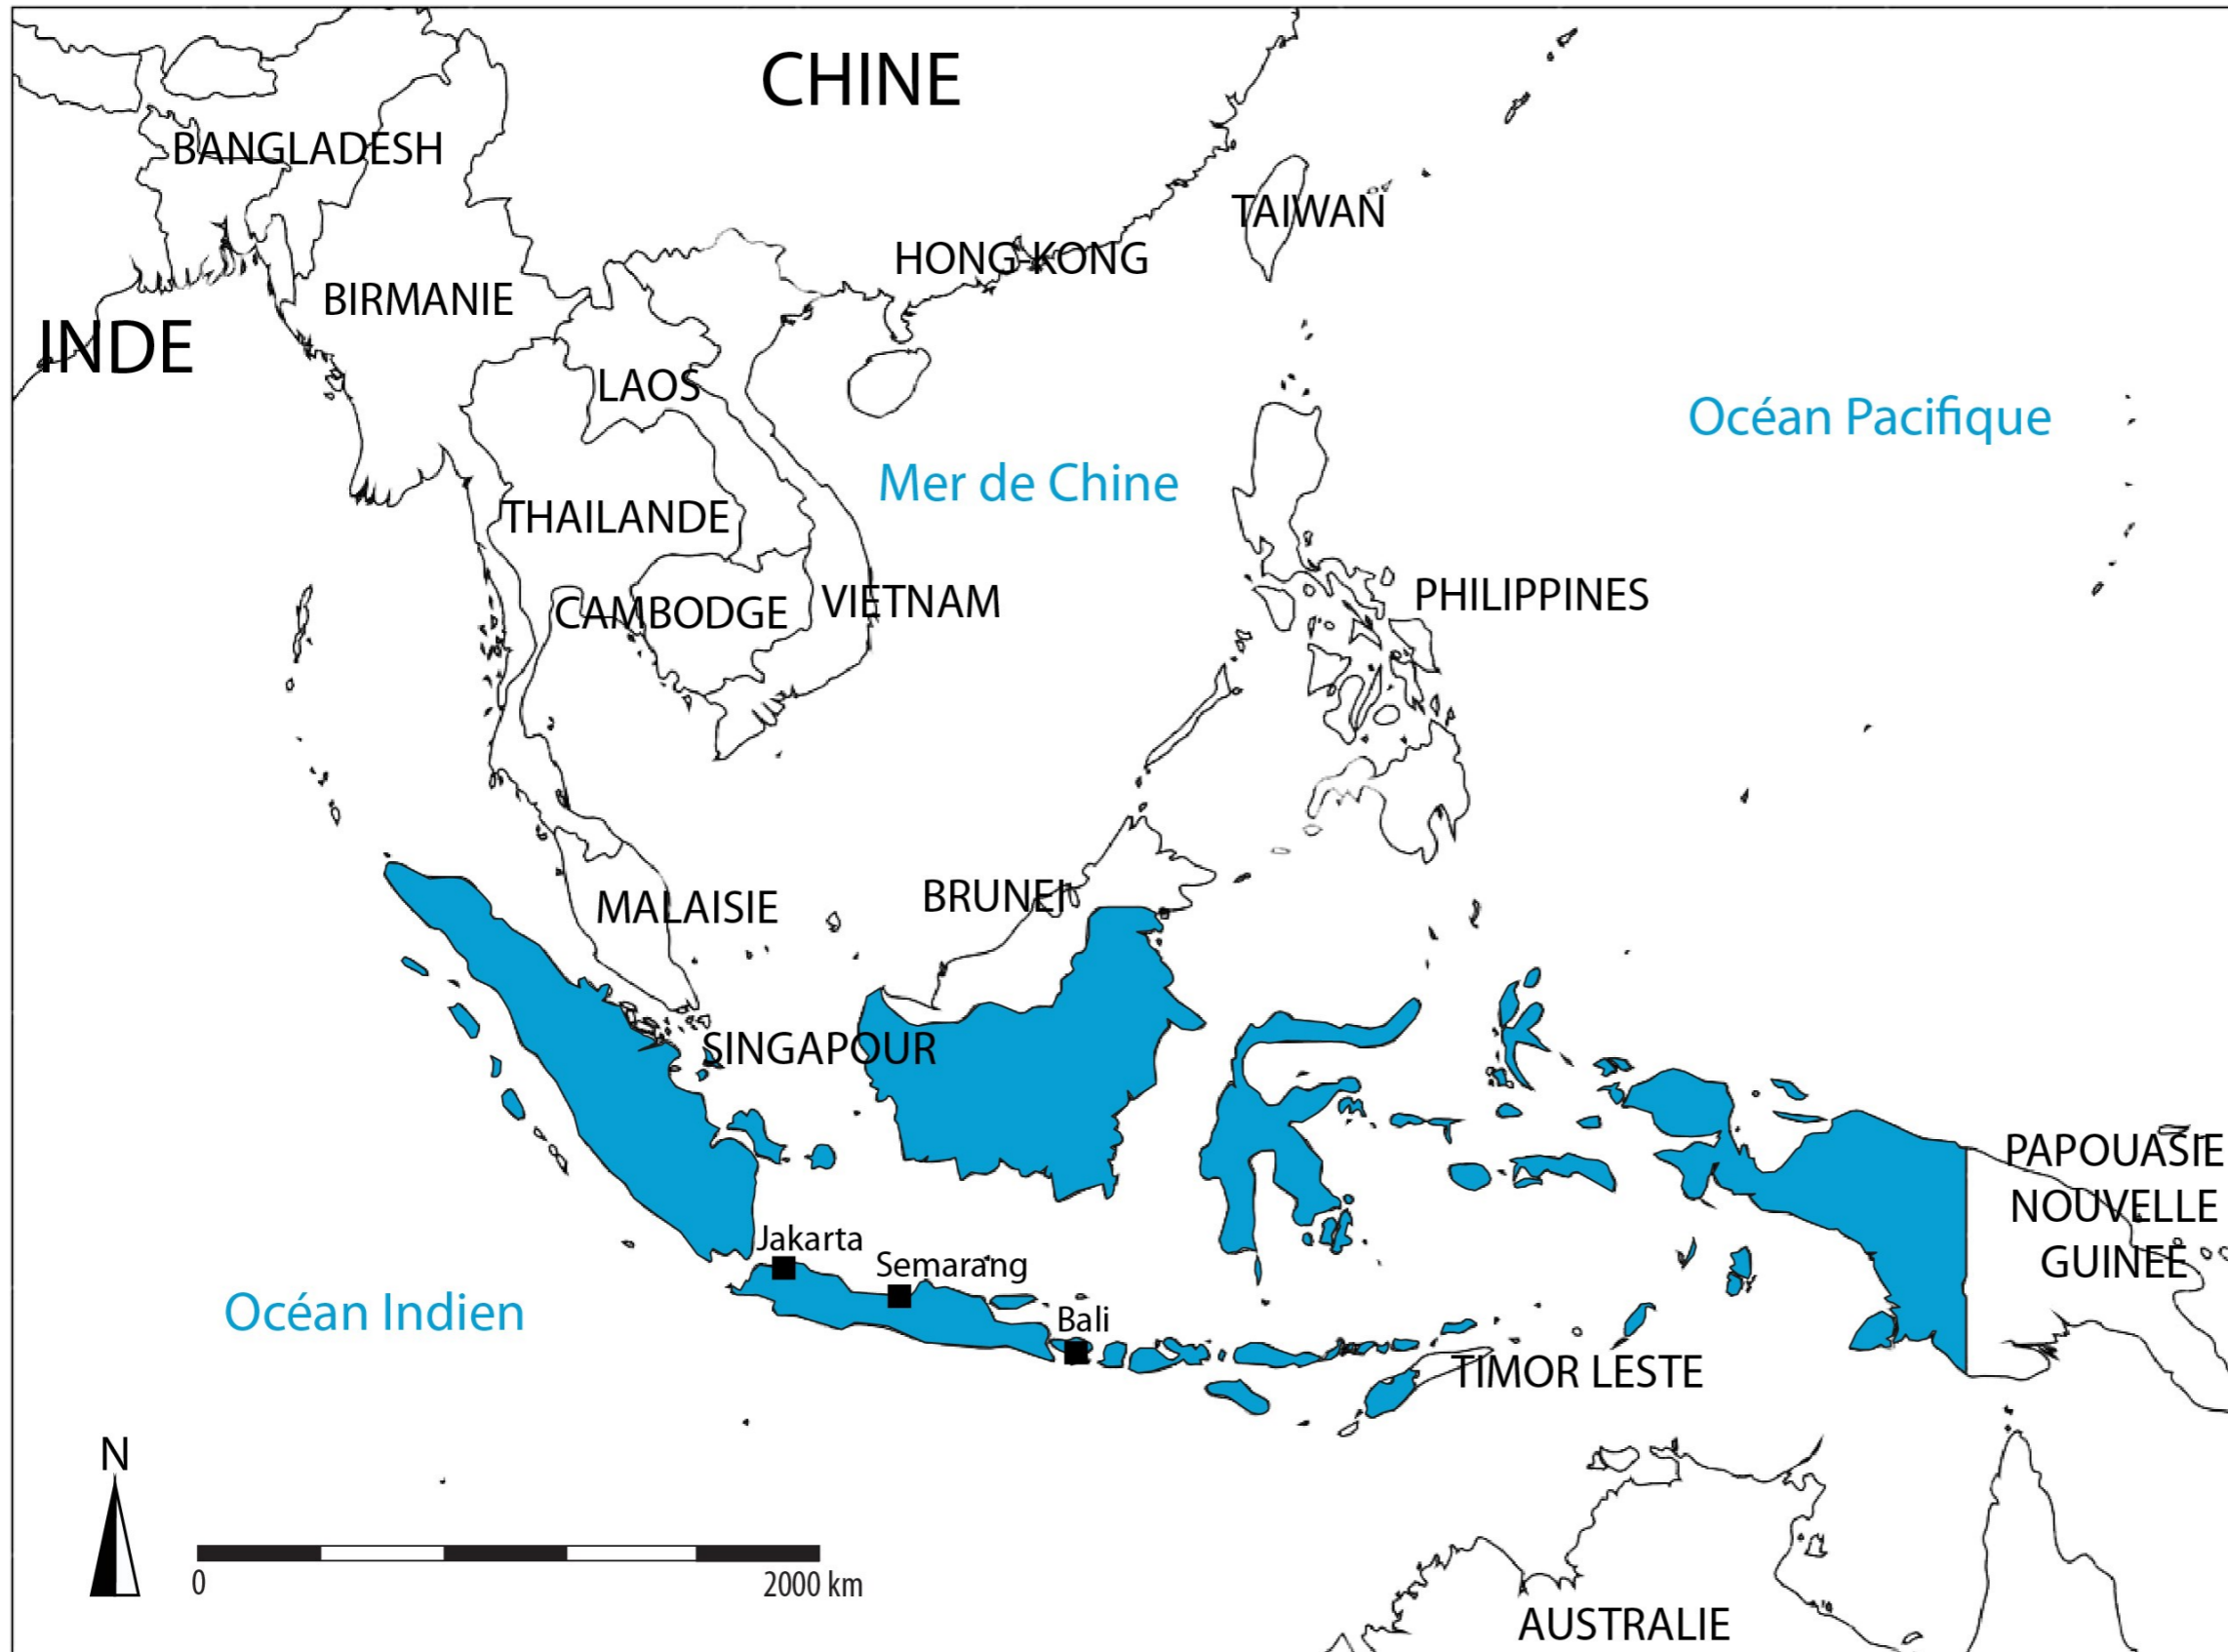 CHINE
BANGLADESH
TAIWAN
HONG-KONG
BIRMANIE
INDE
LAOS
Océan Pacifique
Mer de Chine
THAILANDE
PHILIPPINES
VIETNAM
CAMBODGE
BRUNEI
MALAISIE
SINGAPOUR
PAPOUASIE
NOUVELLE
GUINEE
Jakarta
Semarang
Océan Indien
Bali
TIMOR LESTE
N
0
2000 km
AUSTRALIE